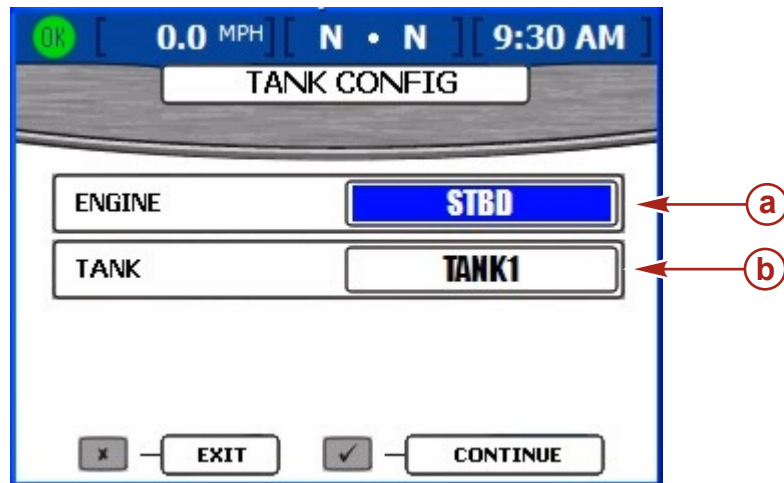 OK [ 0.0 MPH ] [ N • N ] [ 9:30 AM ]
TANK CONFIG
ENGINE STBD a
TANK TANK1 b
x EXIT ✓ CONTINUE